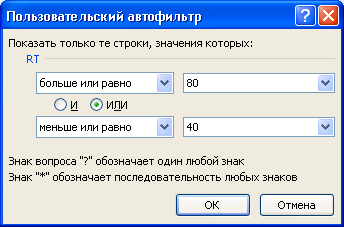 Пользовательский автофильтр
Показать только те строки, значения которых:
RT
больше или равно 80
И ИЛИ
меньше или равно 40
Знак вопроса "?" обозначает один любой знак
Знак "*" обозначает последовательность любых знаков
ОК Отмена